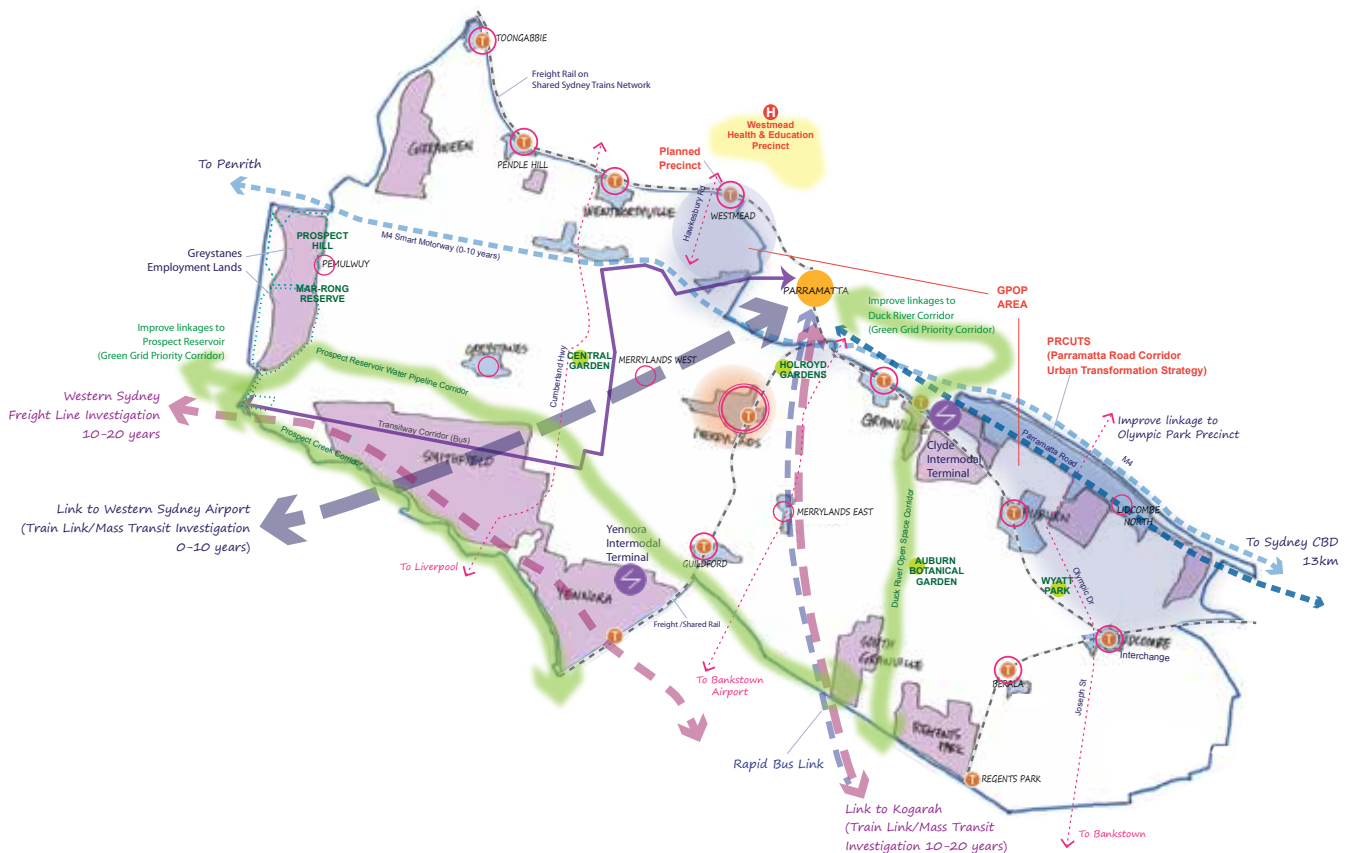 TOONGABBIE
Freight Rail on
Shared Sydney Trains Network
H
Westmead
Health & Education
Precinct
GIRRAWEEN
PENDLE HILL
Planned
Precinct
To Penrith
WENTWORTHVILLE
Hawkesbury Rd
WESTMEAD
M4 Smart Motorway (0-10 years)
PROSPECT
HILL
Greystanes
Employment Lands
PEMULWUY
MAR-RONG
RESERVE
PARRAMATTA
GPOP
AREA
Improve linkages to
Duck River Corridor
(Green Grid Priority Corridor)
Improve linkages to
Prospect Reservoir
(Green Grid Priority Corridor)
Prospect Reservoir Water Pipeline Corridor
GREYSTANES
Cumberland Hwy
CENTRAL
GARDEN
MERRYLANDS WEST
HOLROYD
GARDENS
PRCUTS
(Parramatta Road Corridor
Urban Transformation Strategy)
Western Sydney
Freight Line Investigation
10-20 years
Transitway Corridor (Bus)
Prospect Creek Corridor
SMITHFIELD
MERRYLANDS
GRANVILLE
Clyde
Intermodal
Terminal
Parramatta Road
M4
Improve linkage to
Olympic Park Precinct
Link to Western Sydney Airport
(Train Link/Mass Transit Investigation
0-10 years)
MERRYLANDS EAST
AUBURN
LIDCOMBE
NORTH
To Sydney CBD
13km
Yennora
Intermodal
Terminal
To Liverpool
GUILDFORD
YENNORA
Freight /Shared Rail
Duck River Open Space Corridor
AUBURN
BOTANICAL
GARDEN
WYATT
PARK
Olympic Dr
LIDCOMBE
Interchange
SOUTH
GRANVILLE
To Bankstown
Airport
BERALA
Joseph St
REGENTS
PARK
Rapid Bus Link
REGENTS PARK
Link to Kogarah
(Train Link/Mass Transit
Investigation 10-20 years)
To Bankstown